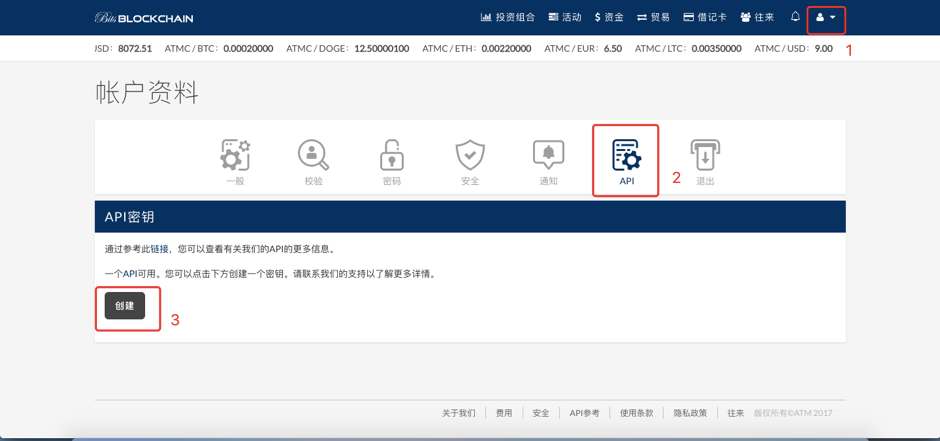 Bits BLOCKCHAIN 投资组合 活动 $ 资金 贸易 借记卡 往来
1
JSD: 8072.51 ATMC / BTC: 0.00020000 ATMC / DOGE: 12.50000100 ATMC / ETH: 0.00220000 ATMC / EUR: 6.50 ATMC / LTC: 0.00350000 ATMC / USD: 9.00
帐户资料
一般 校验 密码 安全 通知 API 退出
2
API密钥
通过参考此链接，您可以查看有关我们的API的更多信息。
一个API可用。您可以点击下方创建一个密钥。请联系我们的支持以了解更多详情。
创建
3
关于我们 费用 安全 API参考 使用条款 隐私政策 往来 版权所有©ATM 2017